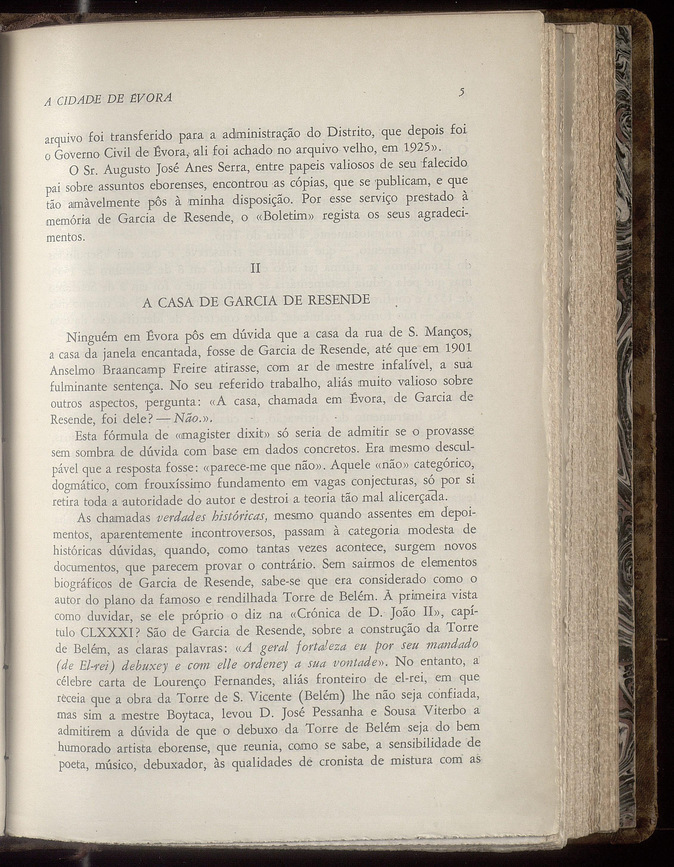 A CIDADE DE ÉVORA 5
arquivo foi transferido para a administração do Distrito, que depois foi
o Governo Civil de Évora, ali foi achado no arquivo velho, em 1925».
O Sr. Augusto José Anes Serra, entre papeis valiosos de seu falecido
pai sobre assuntos eborenses, encontrou as cópias, que se publicam, e que
tão amàvelmente pôs à minha disposição. Por esse serviço prestado à
memória de Garcia de Resende, o «Boletim» regista os seus agradeci-
mentos.
II
A CASA DE GARCIA DE RESENDE
Ninguém em Évora pôs em dúvida que a casa da rua de S. Manços,
a casa da janela encantada, fosse de Garcia de Resende, até que em 1901
Anselmo Braancamp Freire atirasse, com ar de mestre infalível, a sua
fulminante sentença. No seu referido trabalho, aliás muito valioso sobre
outros aspectos, pergunta: «A casa, chamada em Évora, de Garcia de
Resende, foi dele? — Não.».
Esta fórmula de «magister dixit» só seria de admitir se o provasse
sem sombra de dúvida com base em dados concretos. Era mesmo descul-
pável que a resposta fosse: «parece-me que não». Aquele «não» categórico,
dogmático, com frouxíssimo fundamento em vagas conjecturas, só por si
retira toda a autoridade do autor e destroi a teoria tão mal alicerçada.
As chamadas verdades históricas, mesmo quando assentes em depoi-
mentos, aparentemente incontroversos, passam à categoria modesta de
históricas dúvidas, quando, como tantas vezes acontece, surgem novos
documentos, que parecem provar o contrário. Sem sairmos de elementos
biográficos de Garcia de Resende, sabe-se que era considerado como o
autor do plano da famoso e rendilhada Torre de Belém. À primeira vista
como duvidar, se ele próprio o diz na «Crónica de D. João II», capí-
tulo CLXXXI? São de Garcia de Resende, sobre a construção da Torre
de Belém, as claras palavras: «A geral fortaleza eu por seu mandado
(de El-rei) debuxey e com elle ordeney a sua vontade». No entanto, a
célebre carta de Lourenço Fernandes, aliás fronteiro de el-rei, em que
receia que a obra da Torre de S. Vicente (Belém) lhe não seja confiada,
mas sim a mestre Boytaca, levou D. José Pessanha e Sousa Viterbo a
admitirem a dúvida de que o debuxo da Torre de Belém seja do bem
humorado artista eborense, que reunia, como se sabe, a sensibilidade de
poeta, músico, debuxador, às qualidades de cronista de mistura com as